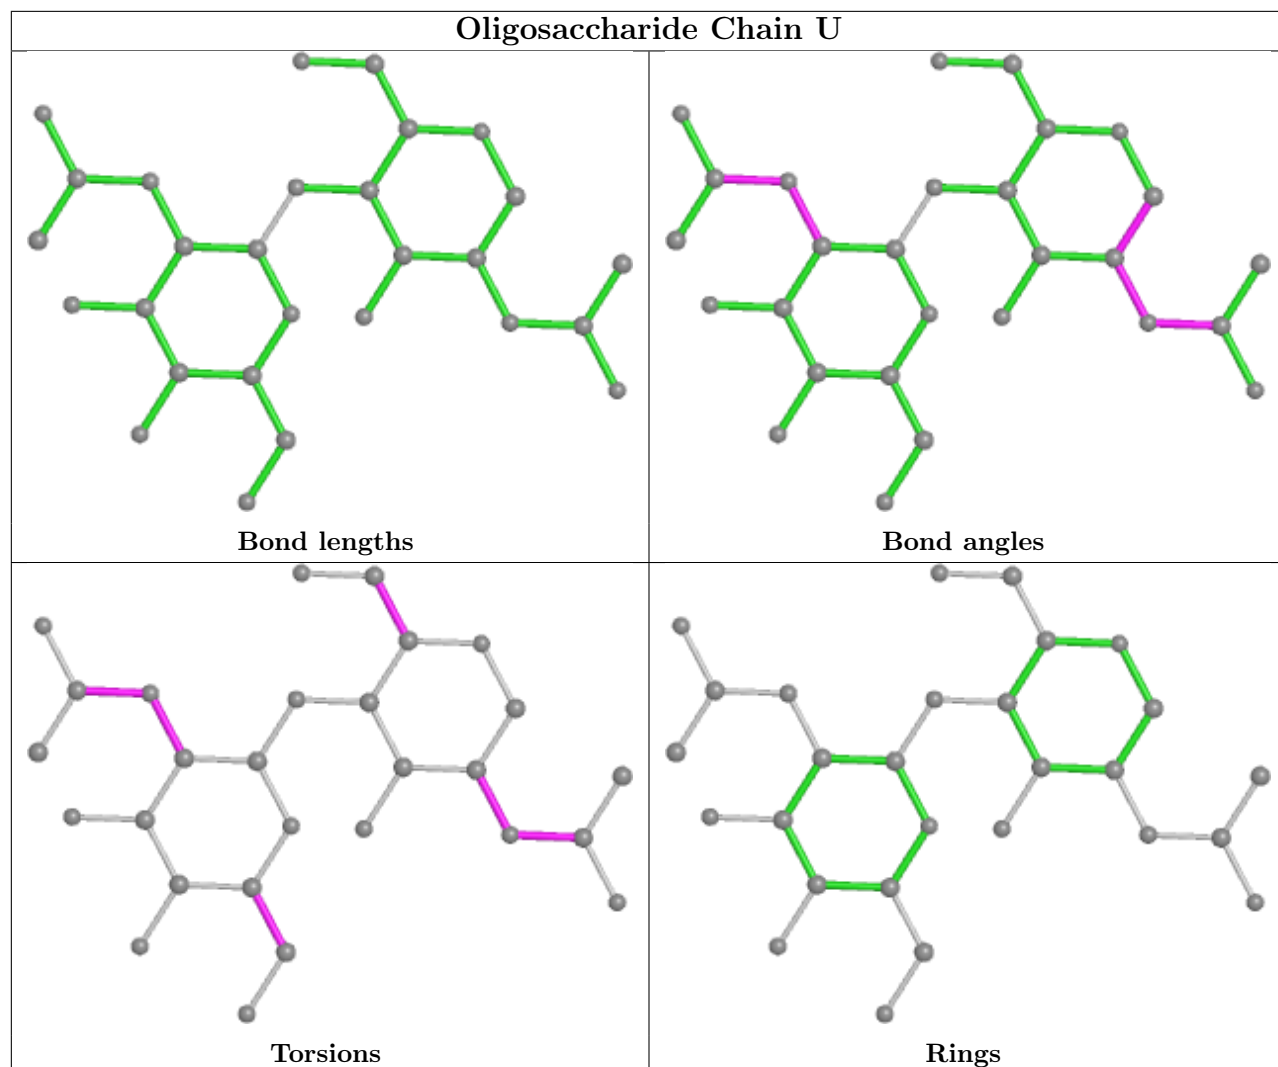 Oligosaccharide Chain U
Bond lengths
Bond angles
Torsions
Rings